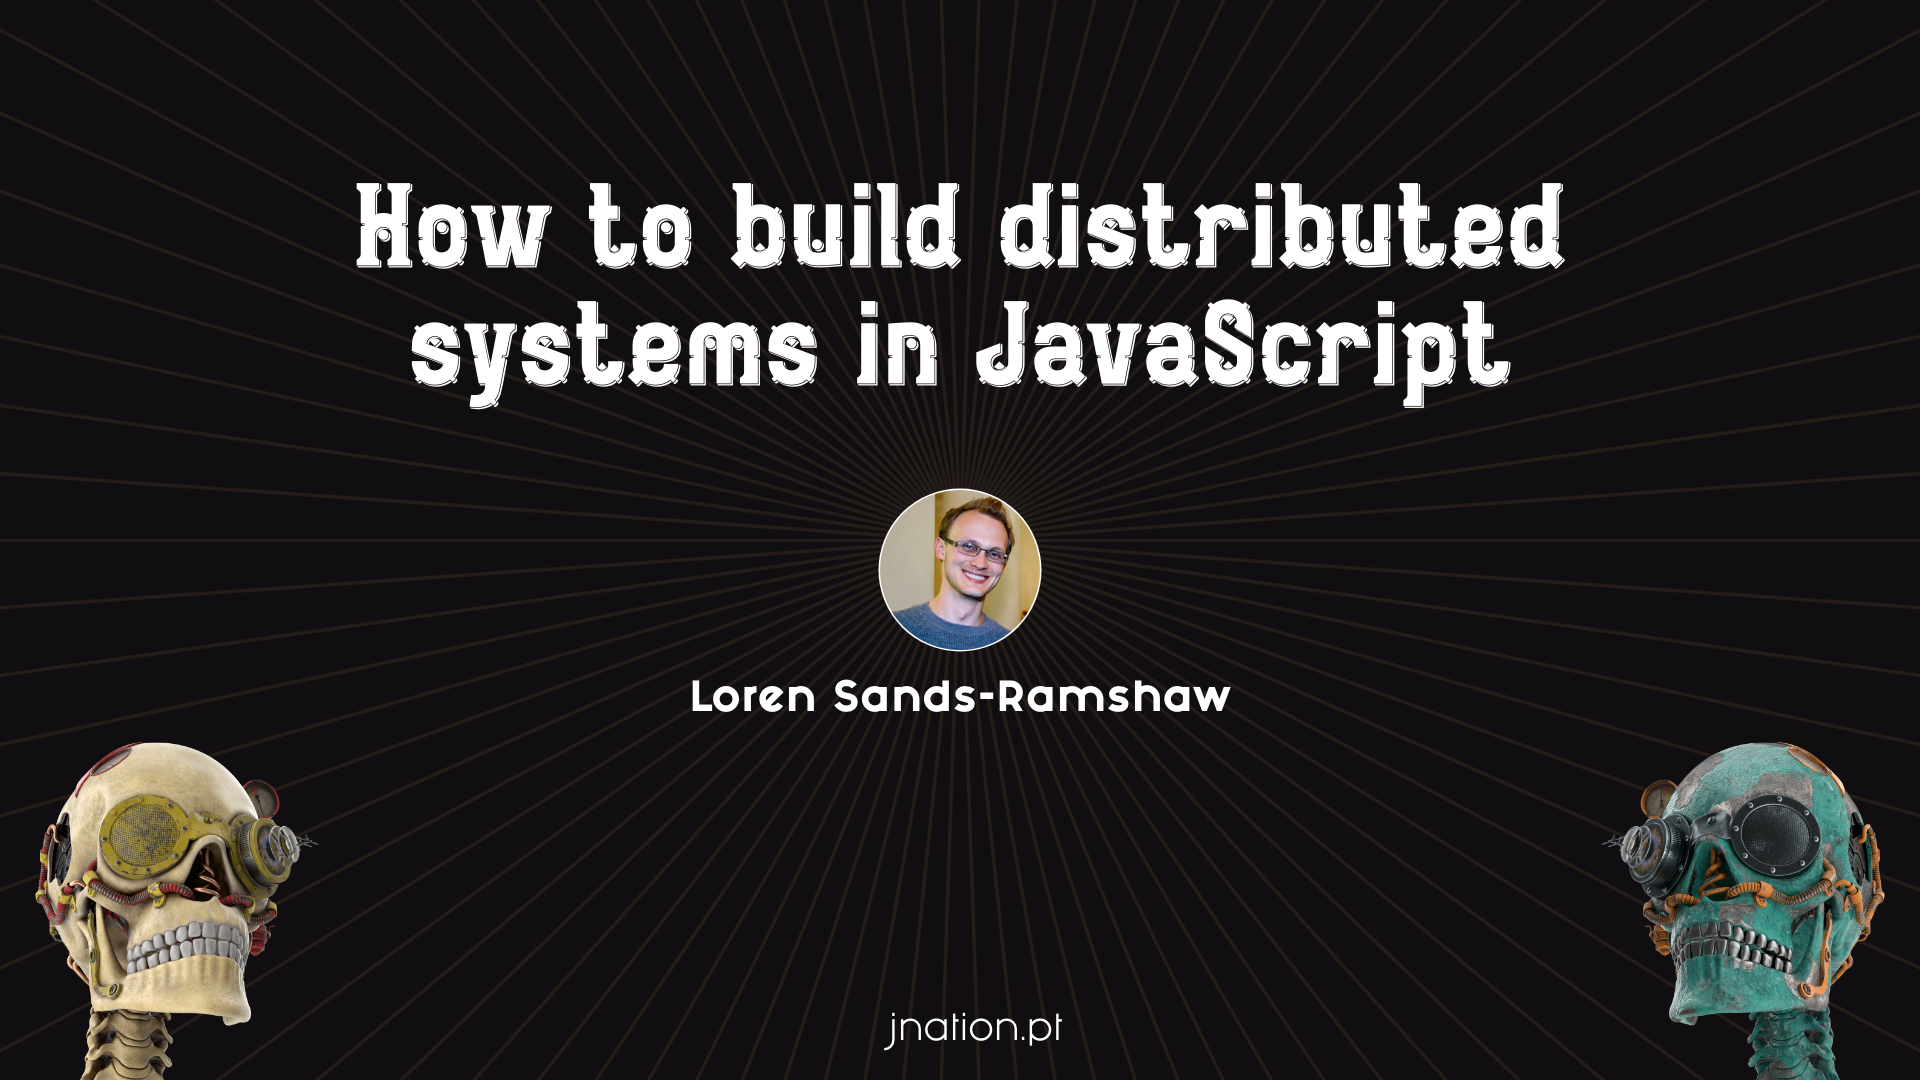 How to build distributed
systems in JavaScript
Loren Sands-Ramshaw
jnation.pt